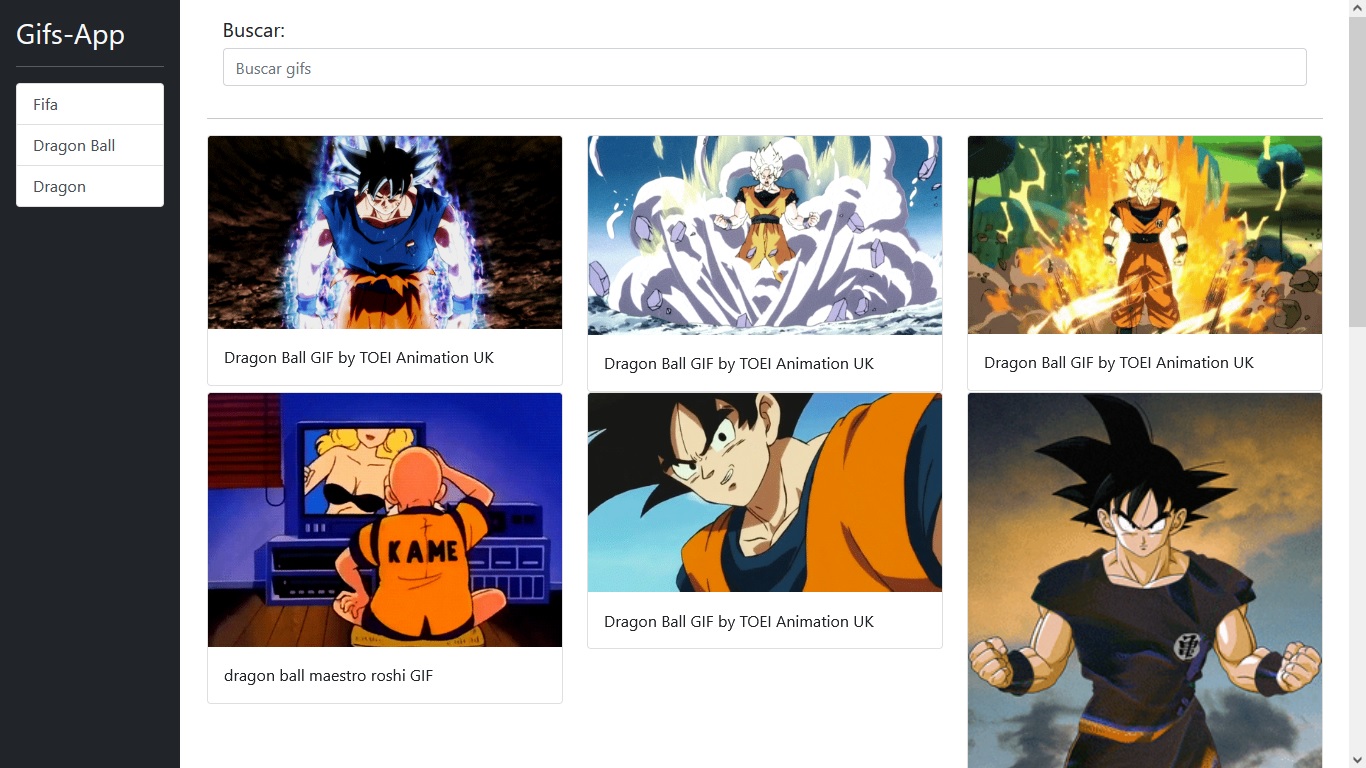 Gifs-App
Fifa
Dragon Ball
Dragon
Buscar:
Buscar gifs
Dragon Ball GIF by TOEI Animation UK
Dragon Ball GIF by TOEI Animation UK
Dragon Ball GIF by TOEI Animation UK
KAME
dragon ball maestro roshi GIF
Dragon Ball GIF by TOEI Animation UK